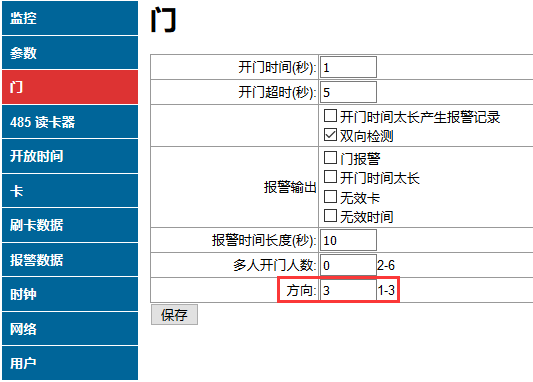 监控
参数
门
485 读卡器
开放时间
卡
刷卡数据
报警数据
时钟
网络
用户
门
开门时间(秒): 1
开门超时(秒): 5
开门时间太长产生报警记录
双向检测
报警输出
门报警
开门时间太长
无效卡
无效时间
报警时间长度(秒): 10
多人开门人数: 0 2-6
方向: 3 1-3
保存